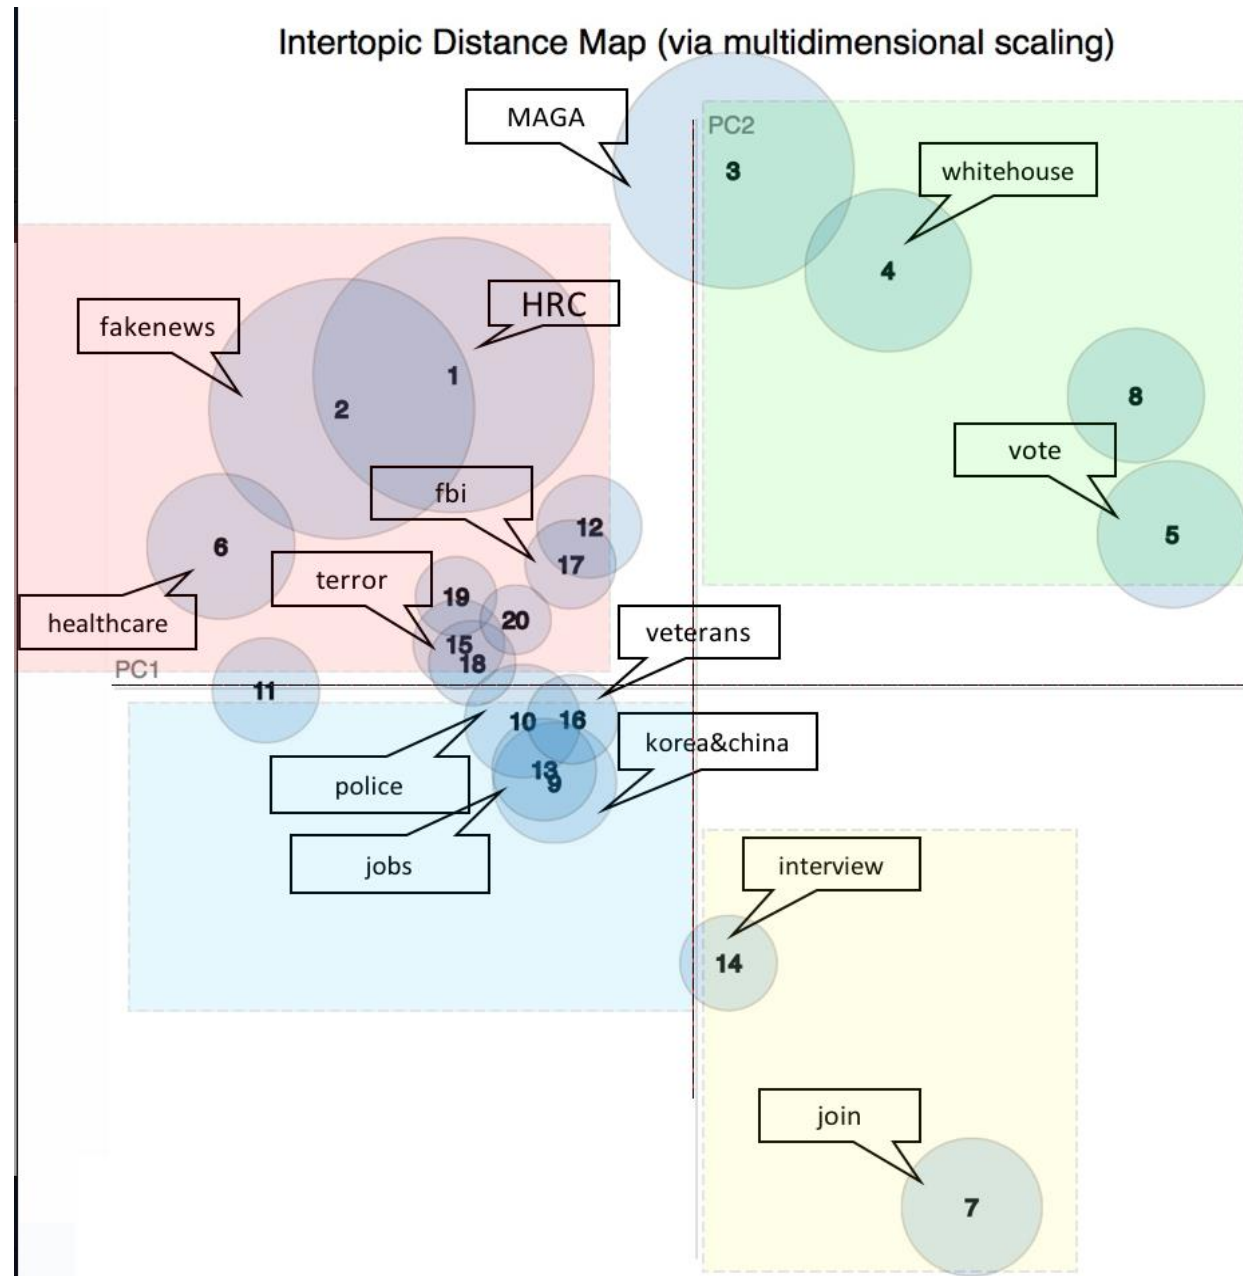 Intertopic Distance Map (via multidimensional scaling)
MAGA
PC2
3
whitehouse
4
HRC
fakenews
1
2
8
vote
fbi
12
5
6
17
terror
19
healthcare
20
veterans
15
18
PC1
11
10
16
korea&china
13
9
police
jobs
interview
14
join
7